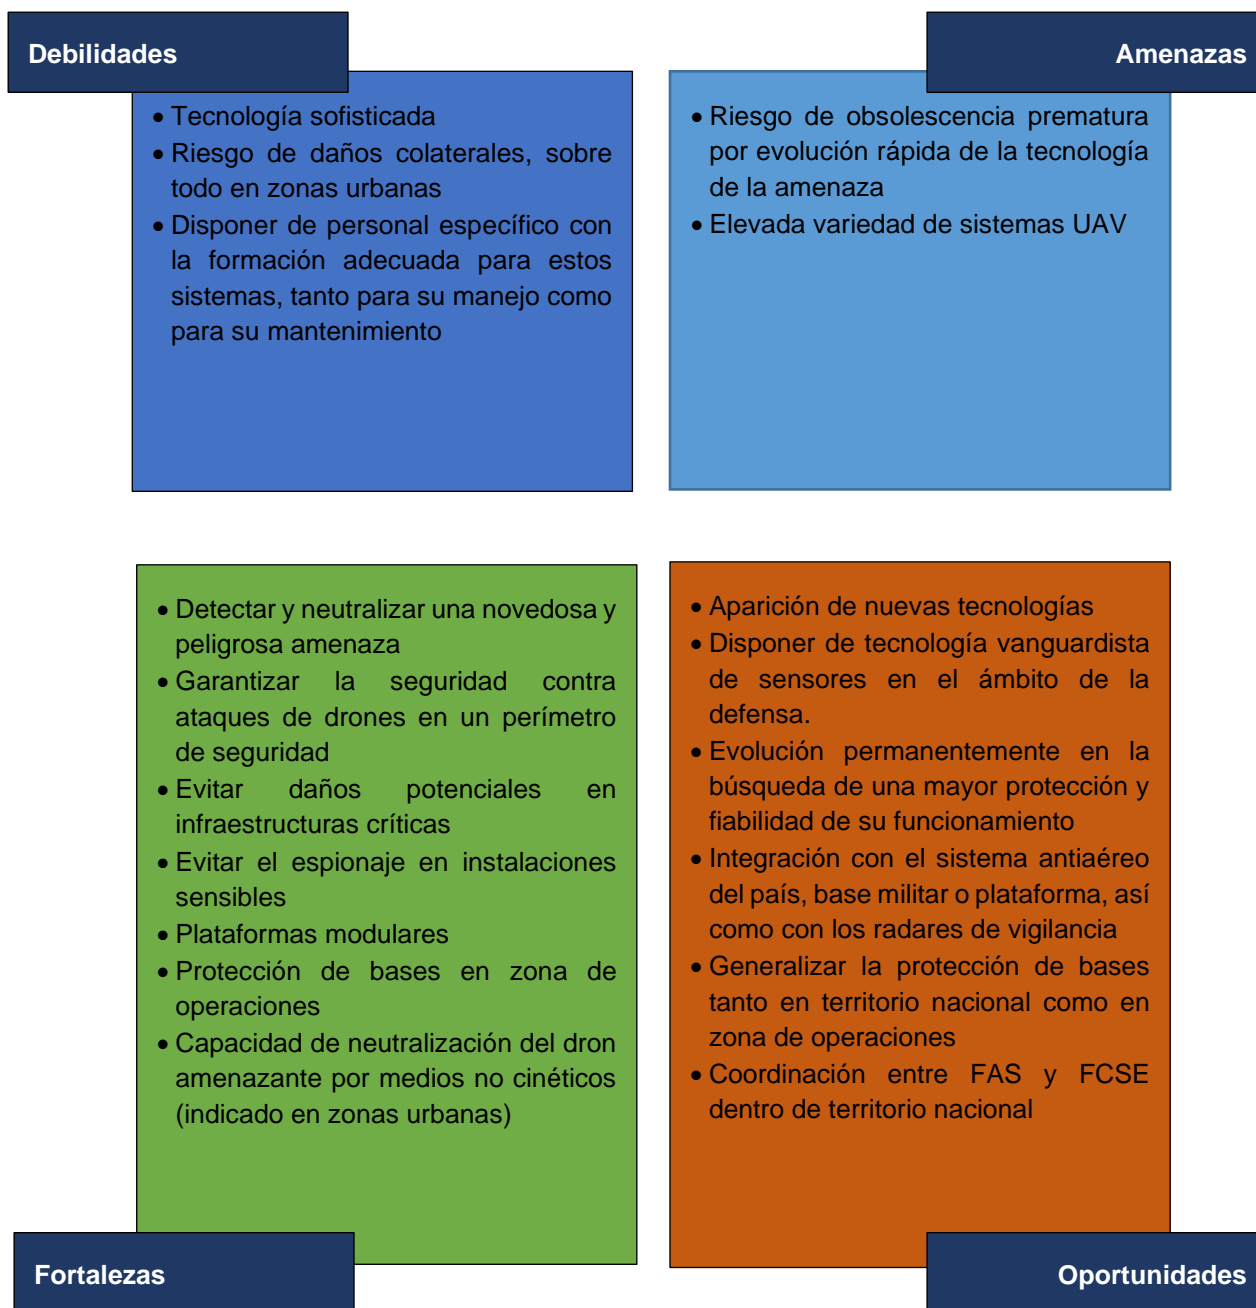 Debilidades
• Tecnología sofisticada
• Riesgo de daños colaterales, sobre
todo en zonas urbanas
• Disponer de personal específico con
la formación adecuada para estos
sistemas, tanto para su manejo como
para su mantenimiento
Amenazas
• Riesgo de obsolescencia prematura
por evolución rápida de la tecnología
de la amenaza
• Elevada variedad de sistemas UAV
• Detectar y neutralizar una novedosa y
peligrosa amenaza
• Garantizar la seguridad contra
ataques de drones en un perímetro
de seguridad
• Evitar daños potenciales en
infraestructuras críticas
• Evitar el espionaje en instalaciones
sensibles
• Plataformas modulares
• Protección de bases en zona de
operaciones
• Capacidad de neutralización del dron
amenazante por medios no cinéticos
(indicado en zonas urbanas)
Fortalezas
• Aparición de nuevas tecnologías
• Disponer de tecnología vanguardista
de sensores en el ámbito de la
defensa.
• Evolución permanentemente en la
búsqueda de una mayor protección y
fiabilidad de su funcionamiento
• Integración con el sistema antiaéreo
del país, base militar o plataforma, así
como con los radares de vigilancia
• Generalizar la protección de bases
tanto en territorio nacional como en
zona de operaciones
• Coordinación entre FAS y FCSE
dentro de territorio nacional
Oportunidades